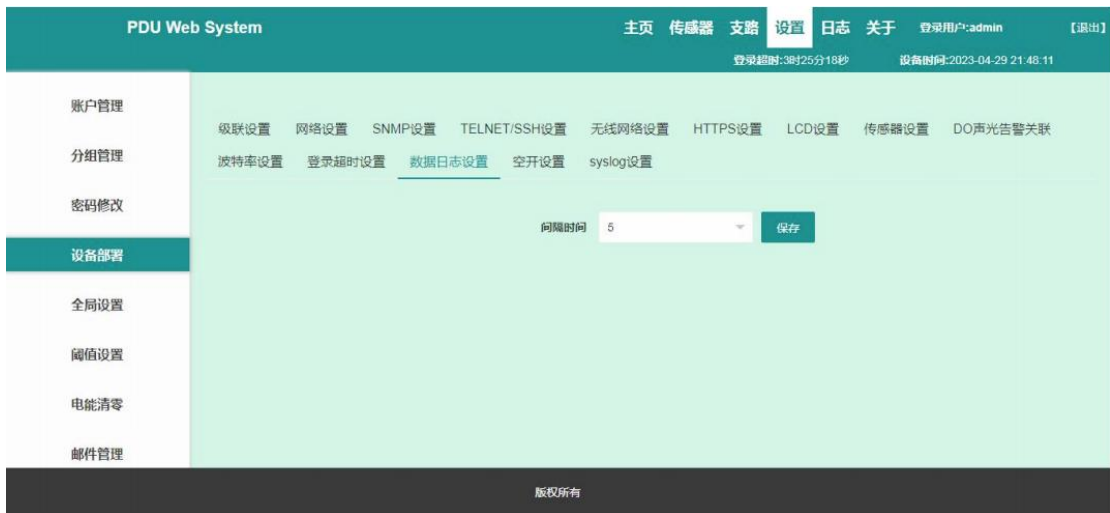 PDU Web System 主页 传感器 支路 设置 日志 关于 登录用户:admin 【退出】
登录超时:3时25分18秒 设备时间:2023-04-29 21:48:11
账户管理
分组管理
密码修改
设备部署
全局设置
阈值设置
电能清零
邮件管理
级联设置 网络设置 SNMP设置 TELNET/SSH设置 无线网络设置 HTTPS设置 LCD设置 传感器设置 DO声光告警关联
波特率设置 登录超时设置 数据日志设置 空开设置 syslog设置
间隔时间 5 保存
版权所有